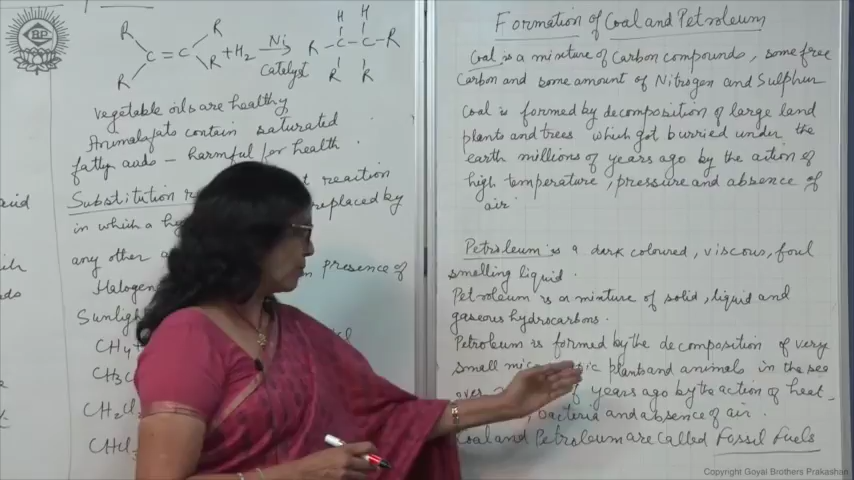 BP
R R H H
C = C + H2 Ni R - C - C - R
R R Catalyst R R
vegetable oils are healthy
Animal fats contain saturated
fatty acids - harmful for health.
Substitution reaction
in which a replaced by
any other
Halogen presence of
Sunlight
CH4 +
CH3
CH2
CH
Formation of Coal and Petroleum
Coal is a mixture of Carbon compounds, some free
Carbon and some amount of Nitrogen and Sulphur
Coal is formed by decomposition of large land
plants and trees which got burried under the
earth millions of years ago by the action of
high temperature, pressure and absence of
air
Petroleum is a dark coloured, viscous, foul
smelling liquid.
Petroleum is a mixture of solid, liquid and
gaseous hydrocarbons.
Petroleum is formed by the decomposition of very
small plants and animals in the sea
over of years ago by the action of heat
, bacteria and absence of air.
Coal and Petroleum are called Fossil Fuels
Copyright Goyal Brothers Prakashan